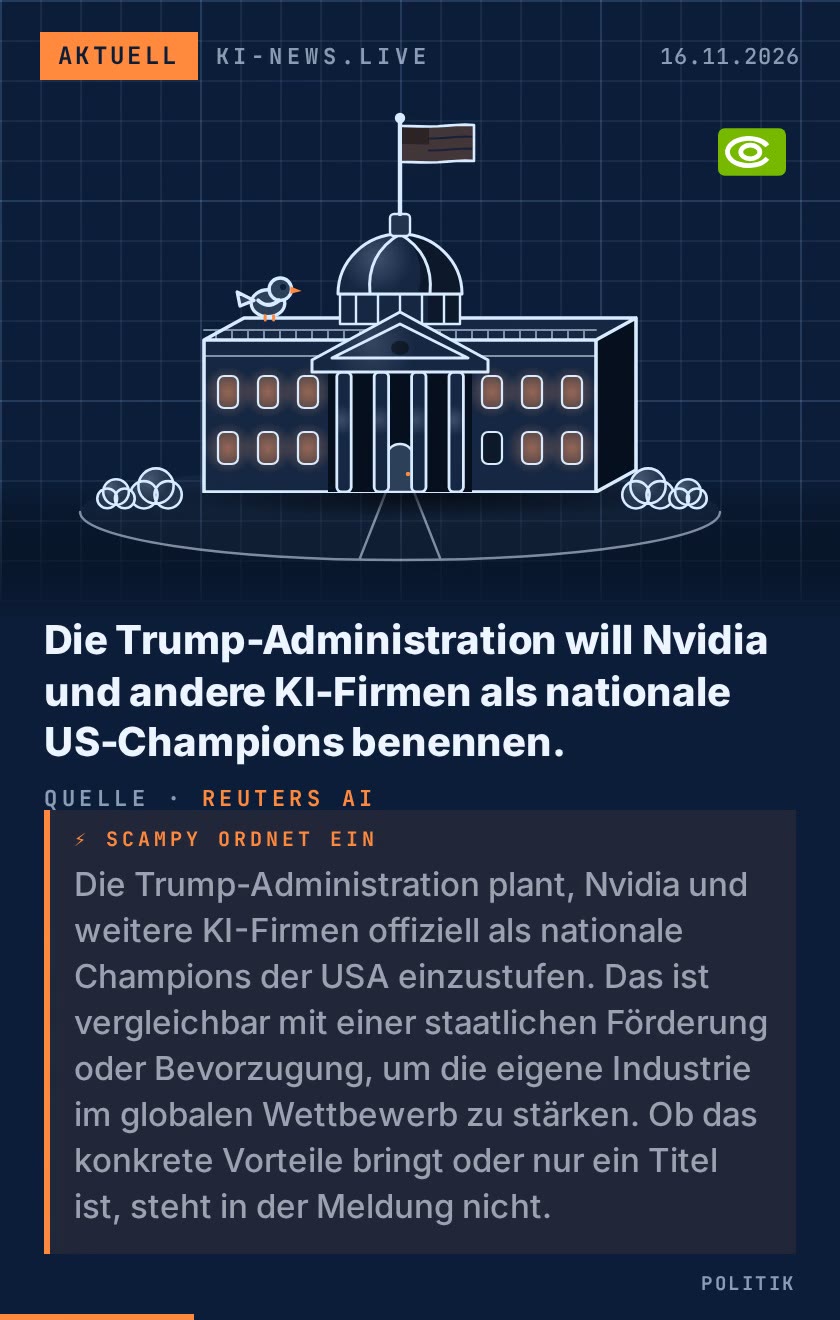 AKTUELL KI-NEWS.LIVE 16.11.2026
Die Trump-Administration will Nvidia
und andere KI-Firmen als nationale
US-Champions benennen.
QUELLE · REUTERS AI
⚡ SCAMPY ORDNET EIN
Die Trump-Administration plant, Nvidia und
weitere KI-Firmen offiziell als nationale
Champions der USA einzustufen. Das ist
vergleichbar mit einer staatlichen Förderung
oder Bevorzugung, um die eigene Industrie
im globalen Wettbewerb zu stärken. Ob das
konkrete Vorteile bringt oder nur ein Titel
ist, steht in der Meldung nicht.
POLITIK